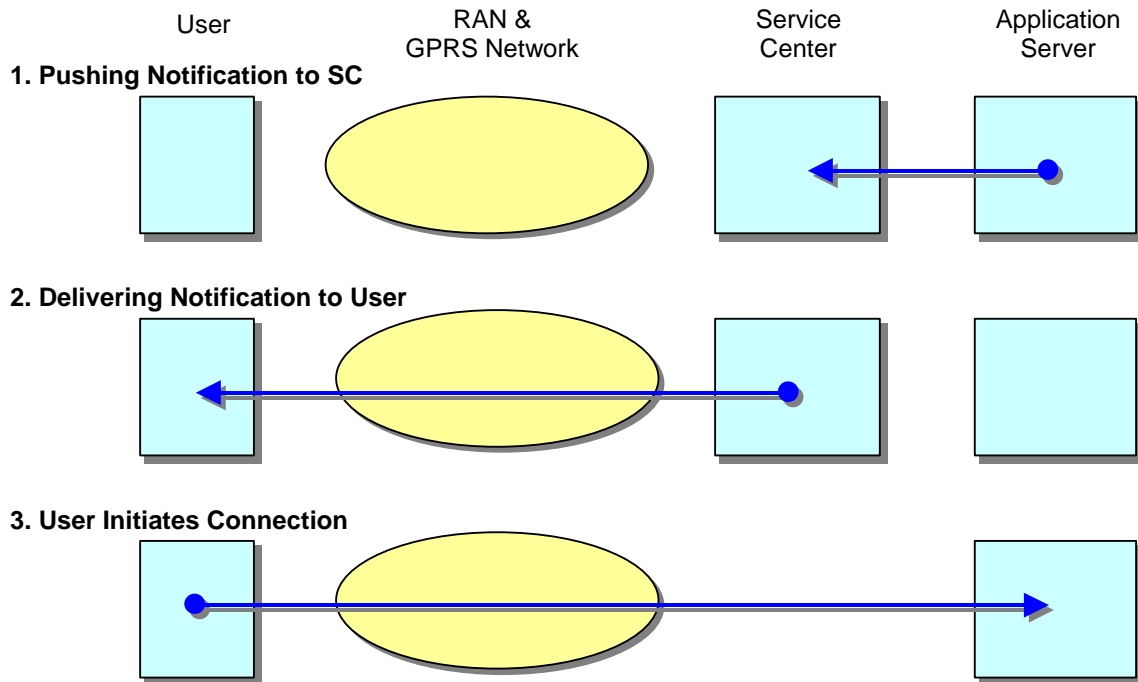 User
RAN &
GPRS Network
Service
Center
Application
Server
1. Pushing Notification to SC
2. Delivering Notification to User
3. User Initiates Connection